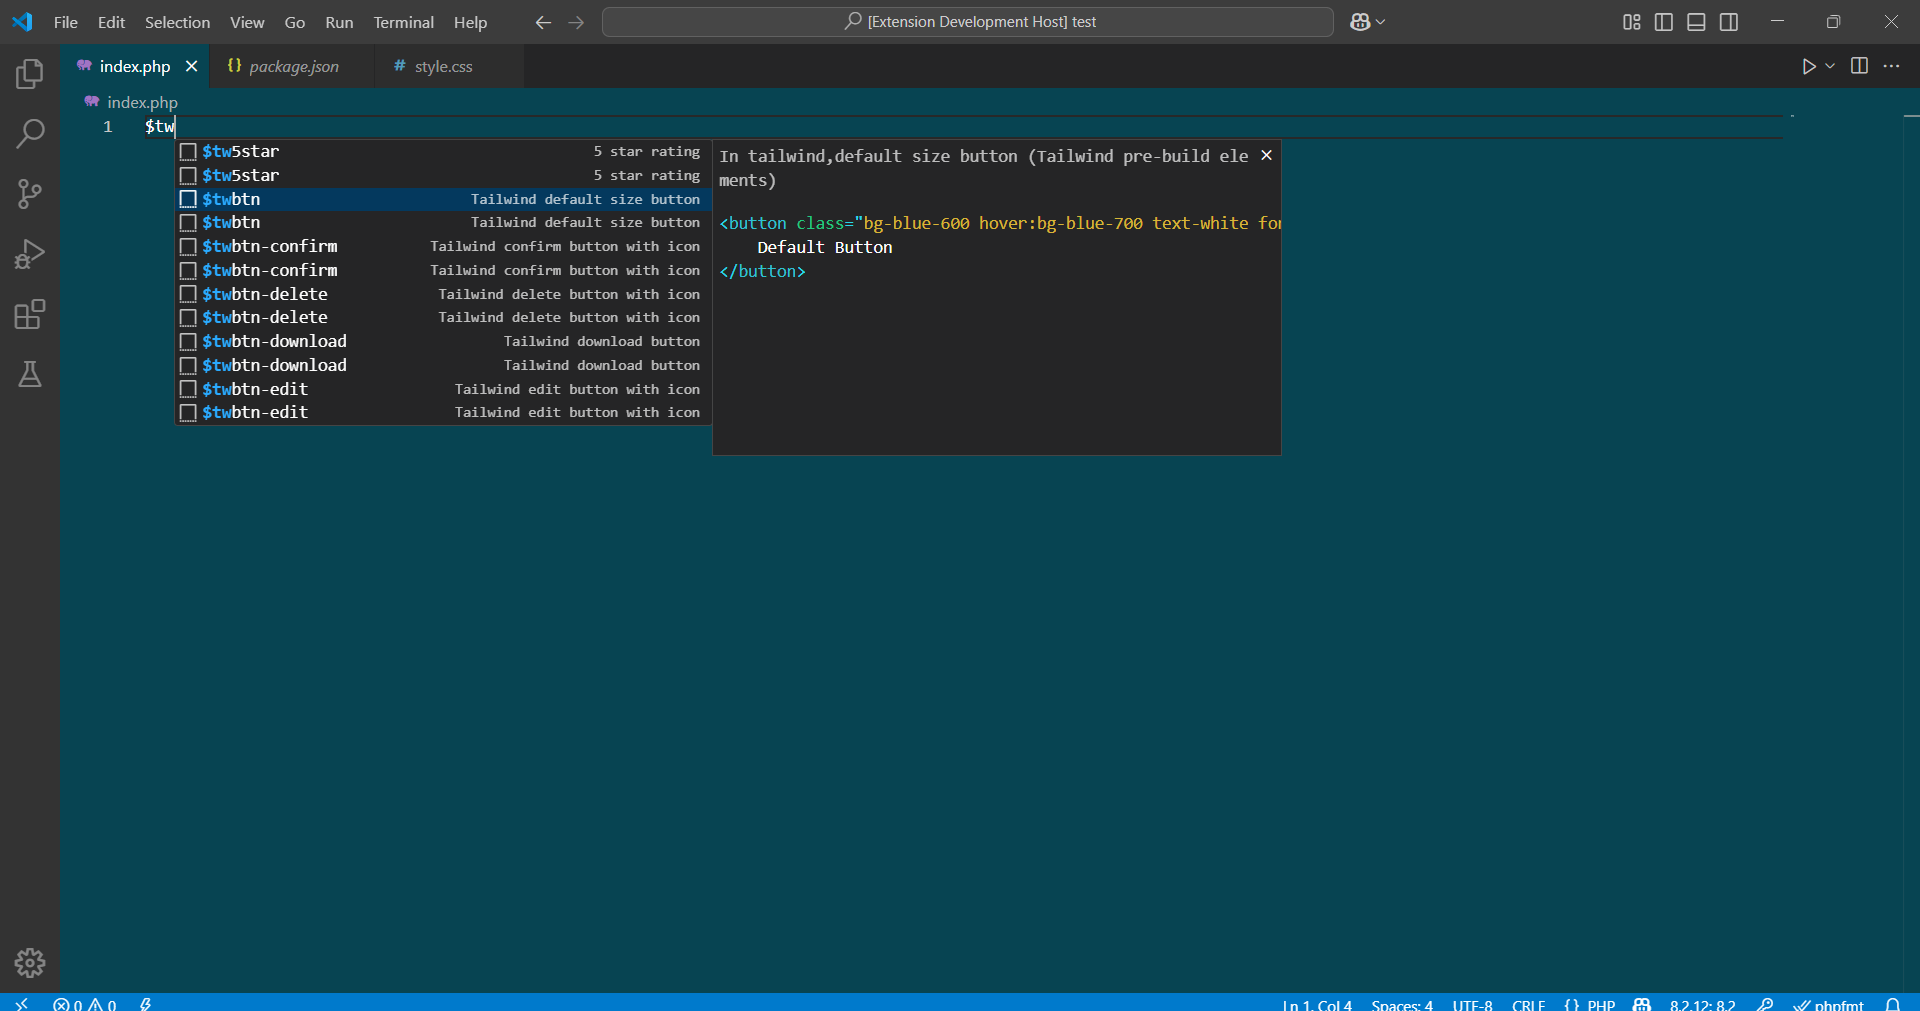 File Edit Selection View Go Run Terminal Help [Extension Development Host] test
index.php package.json style.css
index.php
1 $tw
$tw5star 5 star rating
$tw5star 5 star rating
$twbtn Tailwind default size button
$twbtn Tailwind default size button
$twbtn-confirm Tailwind confirm button with icon
$twbtn-confirm Tailwind confirm button with icon
$twbtn-delete Tailwind delete button with icon
$twbtn-delete Tailwind delete button with icon
$twbtn-download Tailwind download button
$twbtn-download Tailwind download button
$twbtn-edit Tailwind edit button with icon
$twbtn-edit Tailwind edit button with icon
In tailwind,default size button (Tailwind pre-build ele
ments)
<button class="bg-blue-600 hover:bg-blue-700 text-white fon
Default Button
</button>
0 0 Ln 1, Col 4 Spaces: 4 UTF-8 CRLF {} PHP 8.2.12: 8.2 phpfmt